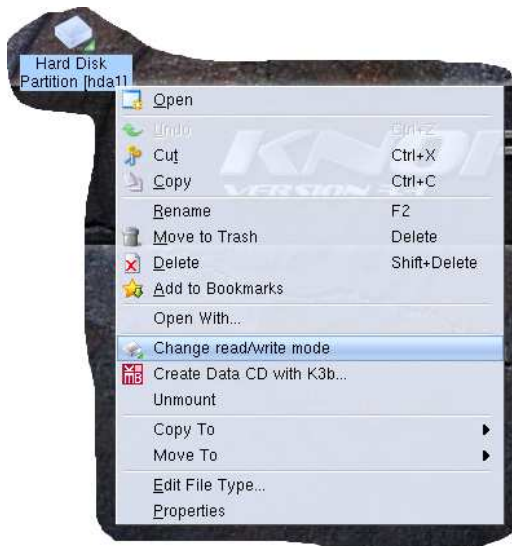 Hard Disk
Partition [hda1]
Open
Undo Ctrl+Z
Cut Ctrl+X
Copy Ctrl+C
Rename F2
Move to Trash Delete
Delete Shift+Delete
Add to Bookmarks
Open With...
Change read/write mode
Create Data CD with K3b...
Unmount
Copy To
Move To
Edit File Type...
Properties